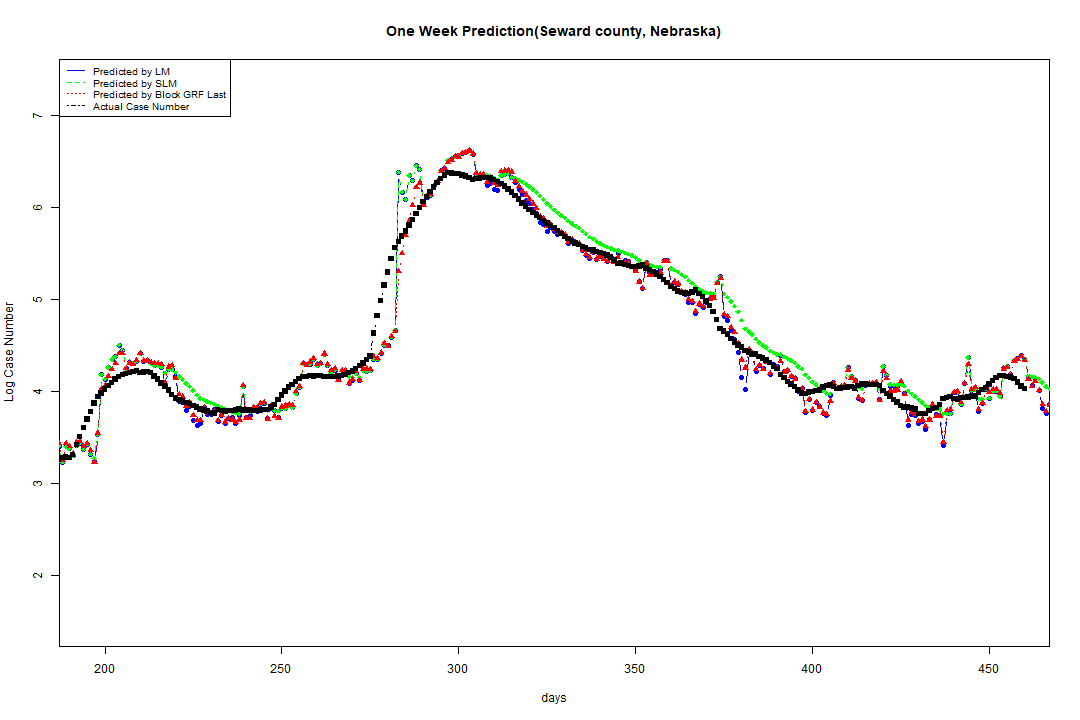 One Week Prediction(Seward county, Nebraska)
Predicted by LM
Predicted by SLM
Predicted by Block GRF Last
Actual Case Number
Log Case Number
7
6
5
4
3
2
200 250 300 350 400 450
days